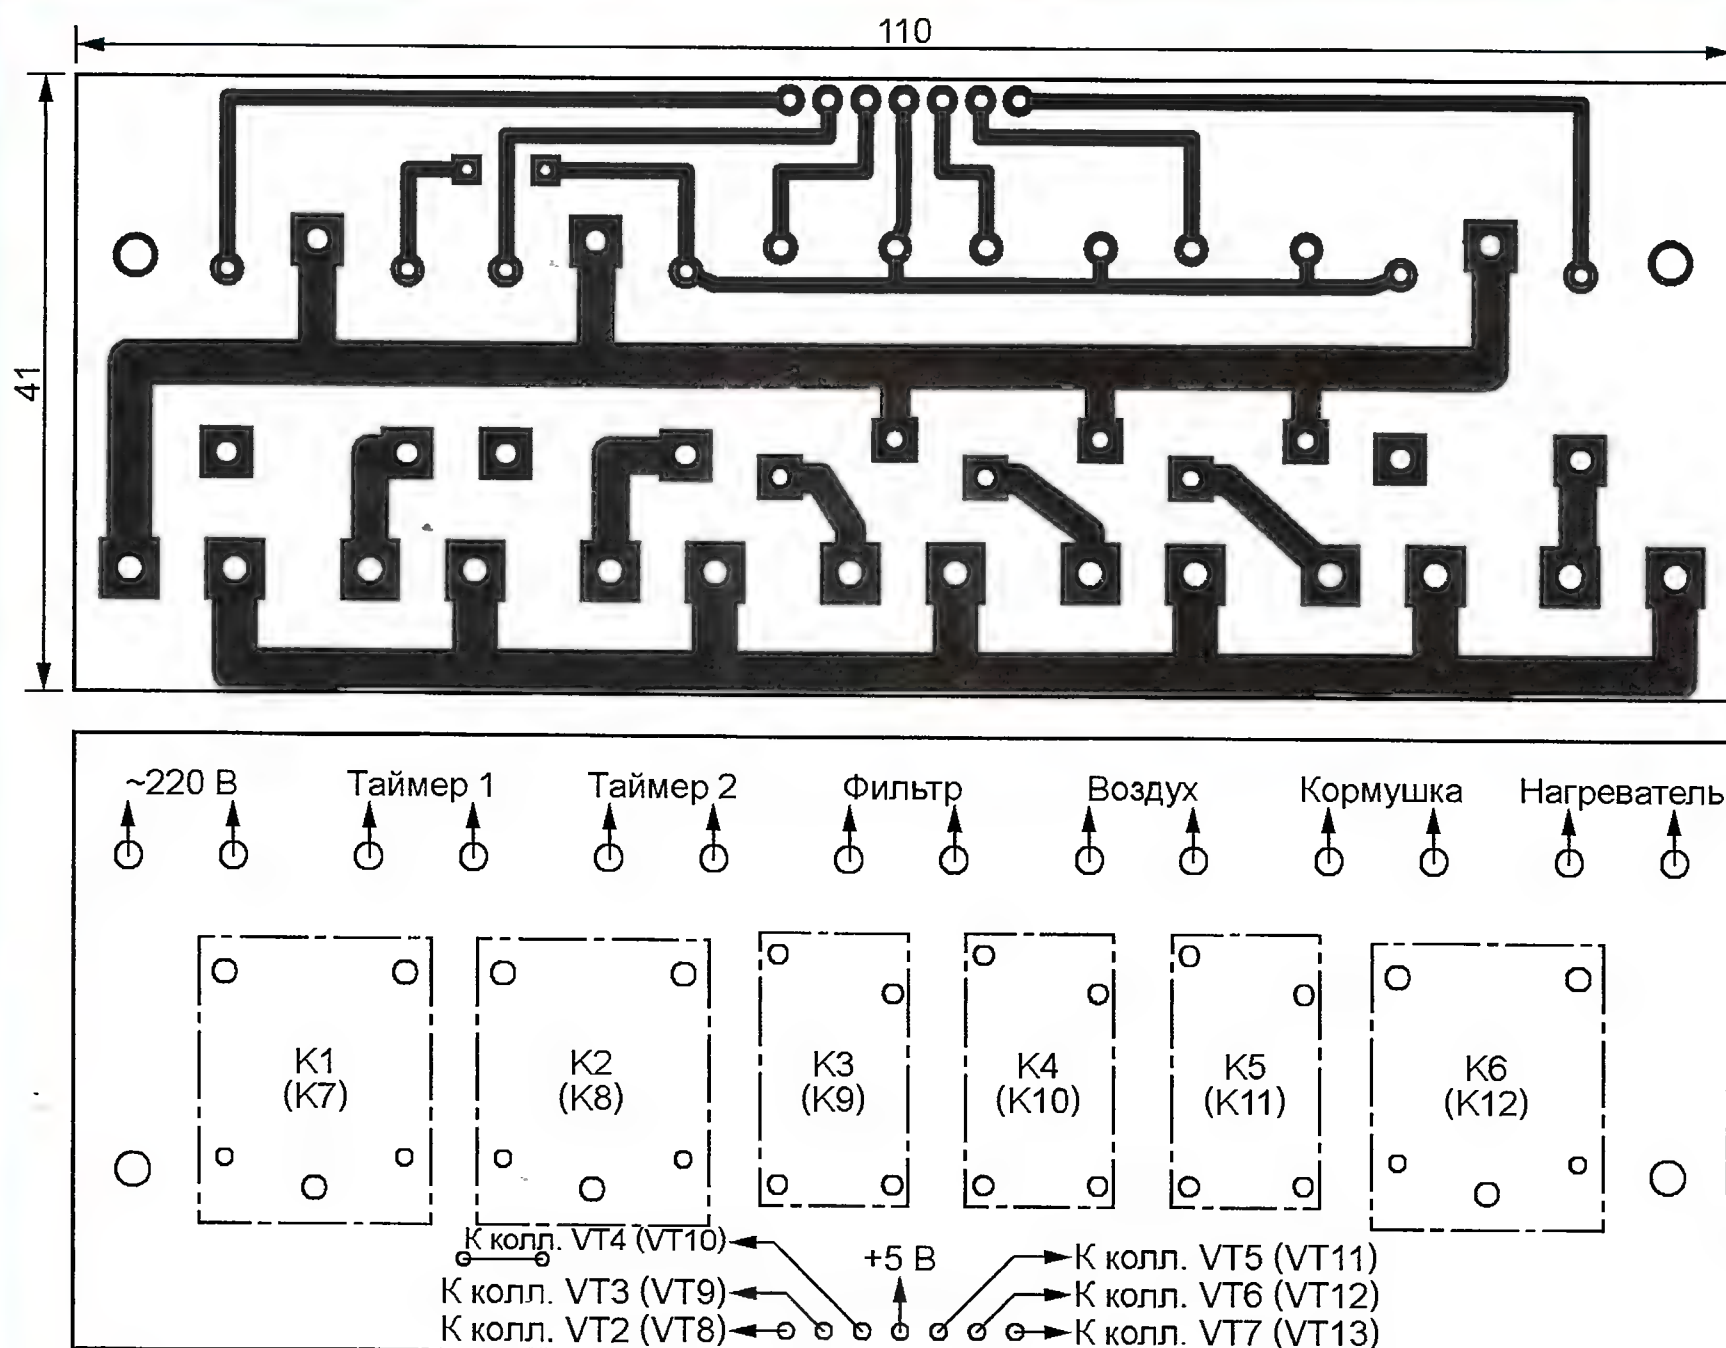 110
41
~220 В
Таймер 1
Таймер 2
Фильтр
Воздух
Кормушка
Нагреватель
К1
(К7)
К2
(К8)
К3
(К9)
К4
(К10)
К5
(К11)
К6
(К12)
К колл. VT4 (VT10)
+5 В
К колл. VT5 (VT11)
К колл. VT3 (VT9)
К колл. VT6 (VT12)
К колл. VT2 (VT8)
К колл. VT7 (VT13)